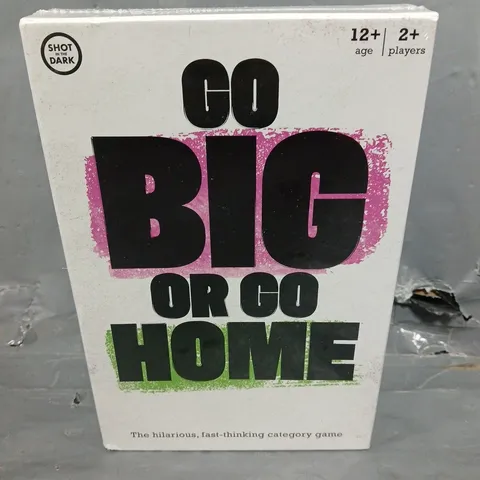 SHOT
IN THE
DARK
12+ age
2+ players
GO
BIG
OR GO
HOME
The hilarious, fast-thinking category game